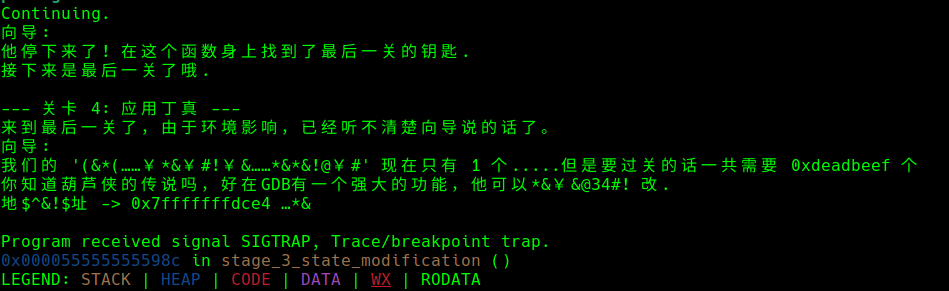 Continuing.
向导:
他停下来了! 在这个函数身上找到了最后一关的钥匙.
接下来是最后一关了哦.
--- 关卡 4: 应用丁真 ---
来到最后一关了, 由于环境影响, 已经听不清楚向导说的话了。
向导:
我们的 '(&*(……￥*&￥#!￥&……*&*&!@￥#' 现在只有 1 个.....但是要过关的话一共需要 0xdeadbeef 个
你知道葫芦侠的传说吗, 好在GDB有一个强大的功能, 他可以*&￥&@34#! 改.
地$^&!$址 -> 0x7fffffffdce4 …*&
Program received signal SIGTRAP, Trace/breakpoint trap.
0x000055555555598c in stage_3_state_modification ()
LEGEND: STACK | HEAP | CODE | DATA | WX | RODATA